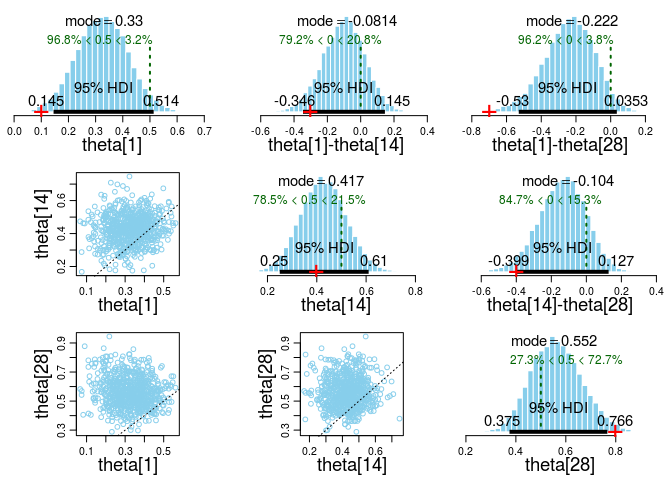 mode = 0.33
96.8% < 0.5 < 3.2%
95% HDI
0.145 0.514
0.0 0.1 0.2 0.3 0.4 0.5 0.6 0.7
theta[1]
mode = -0.0814
79.2% < 0 < 20.8%
95% HDI
-0.346 0.145
-0.6 -0.4 -0.2 0.0 0.2 0.4
theta[1]-theta[14]
mode = -0.222
96.2% < 0 < 3.8%
95% HDI
-0.53 0.0353
-0.8 -0.6 -0.4 -0.2 0.0 0.2
theta[1]-theta[28]
theta[14]
0.2 0.4 0.6
0.1 0.3 0.5
theta[1]
mode = 0.417
78.5% < 0.5 < 21.5%
95% HDI
0.25 0.61
0.2 0.4 0.6 0.8
theta[14]
mode = -0.104
84.7% < 0 < 15.3%
95% HDI
-0.399 0.127
-0.6 -0.4 -0.2 0.0 0.2 0.4
theta[14]-theta[28]
theta[28]
0.3 0.5 0.7 0.9
0.1 0.3 0.5
theta[1]
theta[28]
0.3 0.5 0.7 0.9
0.2 0.4 0.6
theta[14]
mode = 0.552
27.3% < 0.5 < 72.7%
95% HDI
0.375 0.766
0.2 0.4 0.6 0.8
theta[28]